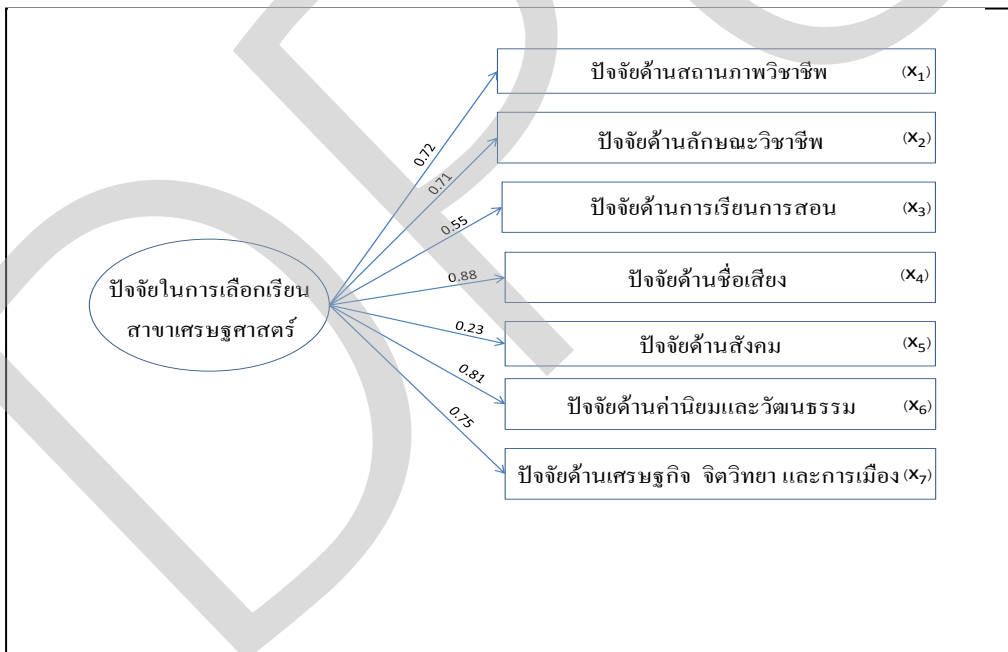 ปัจจัยด้านสถานภาพวิชาชีพ (X1)
0.72
ปัจจัยด้านลักษณะวิชาชีพ (X2)
0.71
ปัจจัยด้านการเรียนการสอน (X3)
0.55
ปัจจัยด้านชื่อเสียง (X4)
0.88
ปัจจัยในการเลือกเรียน
สาขาเศรษฐศาสตร์
0.23
ปัจจัยด้านสังคม (X5)
0.81
ปัจจัยด้านค่านิยมและวัฒนธรรม (X6)
0.75
ปัจจัยด้านเศรษฐกิจ จิตวิทยา และการเมือง (X7)